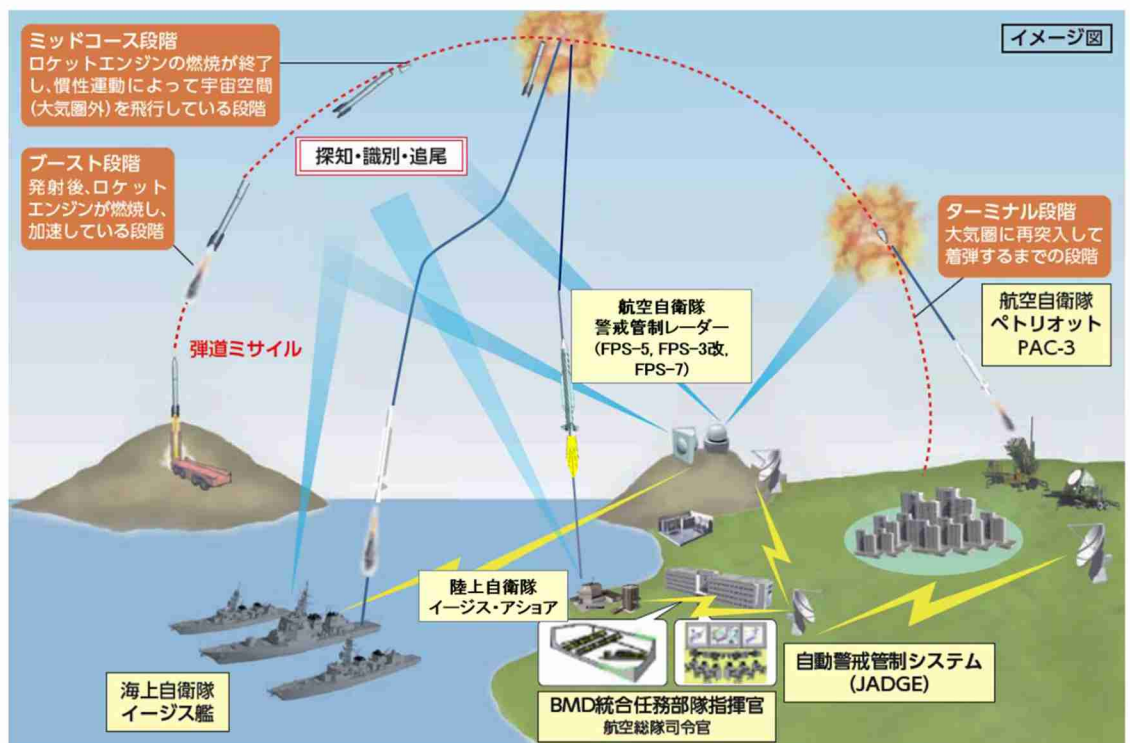 イメージ図
ミッドコース段階
ロケットエンジンの燃焼が終了
し、慣性運動によって宇宙空間
(大気圏外)を飛行している段階
探知・識別・追尾
ブースト段階
発射後、ロケット
エンジンが燃焼し、
加速している段階
ターミナル段階
大気圏に再突入して
着弾するまでの段階
航空自衛隊
ペトリオット
PAC-3
航空自衛隊
警戒管制レーダー
(FPS-5, FPS-3改,
FPS-7)
弾道ミサイル
陸上自衛隊
イージス・アショア
海上自衛隊
イージス艦
自動警戒管制システム
(JADGE)
BMD統合任務部隊指揮官
航空総隊司令官